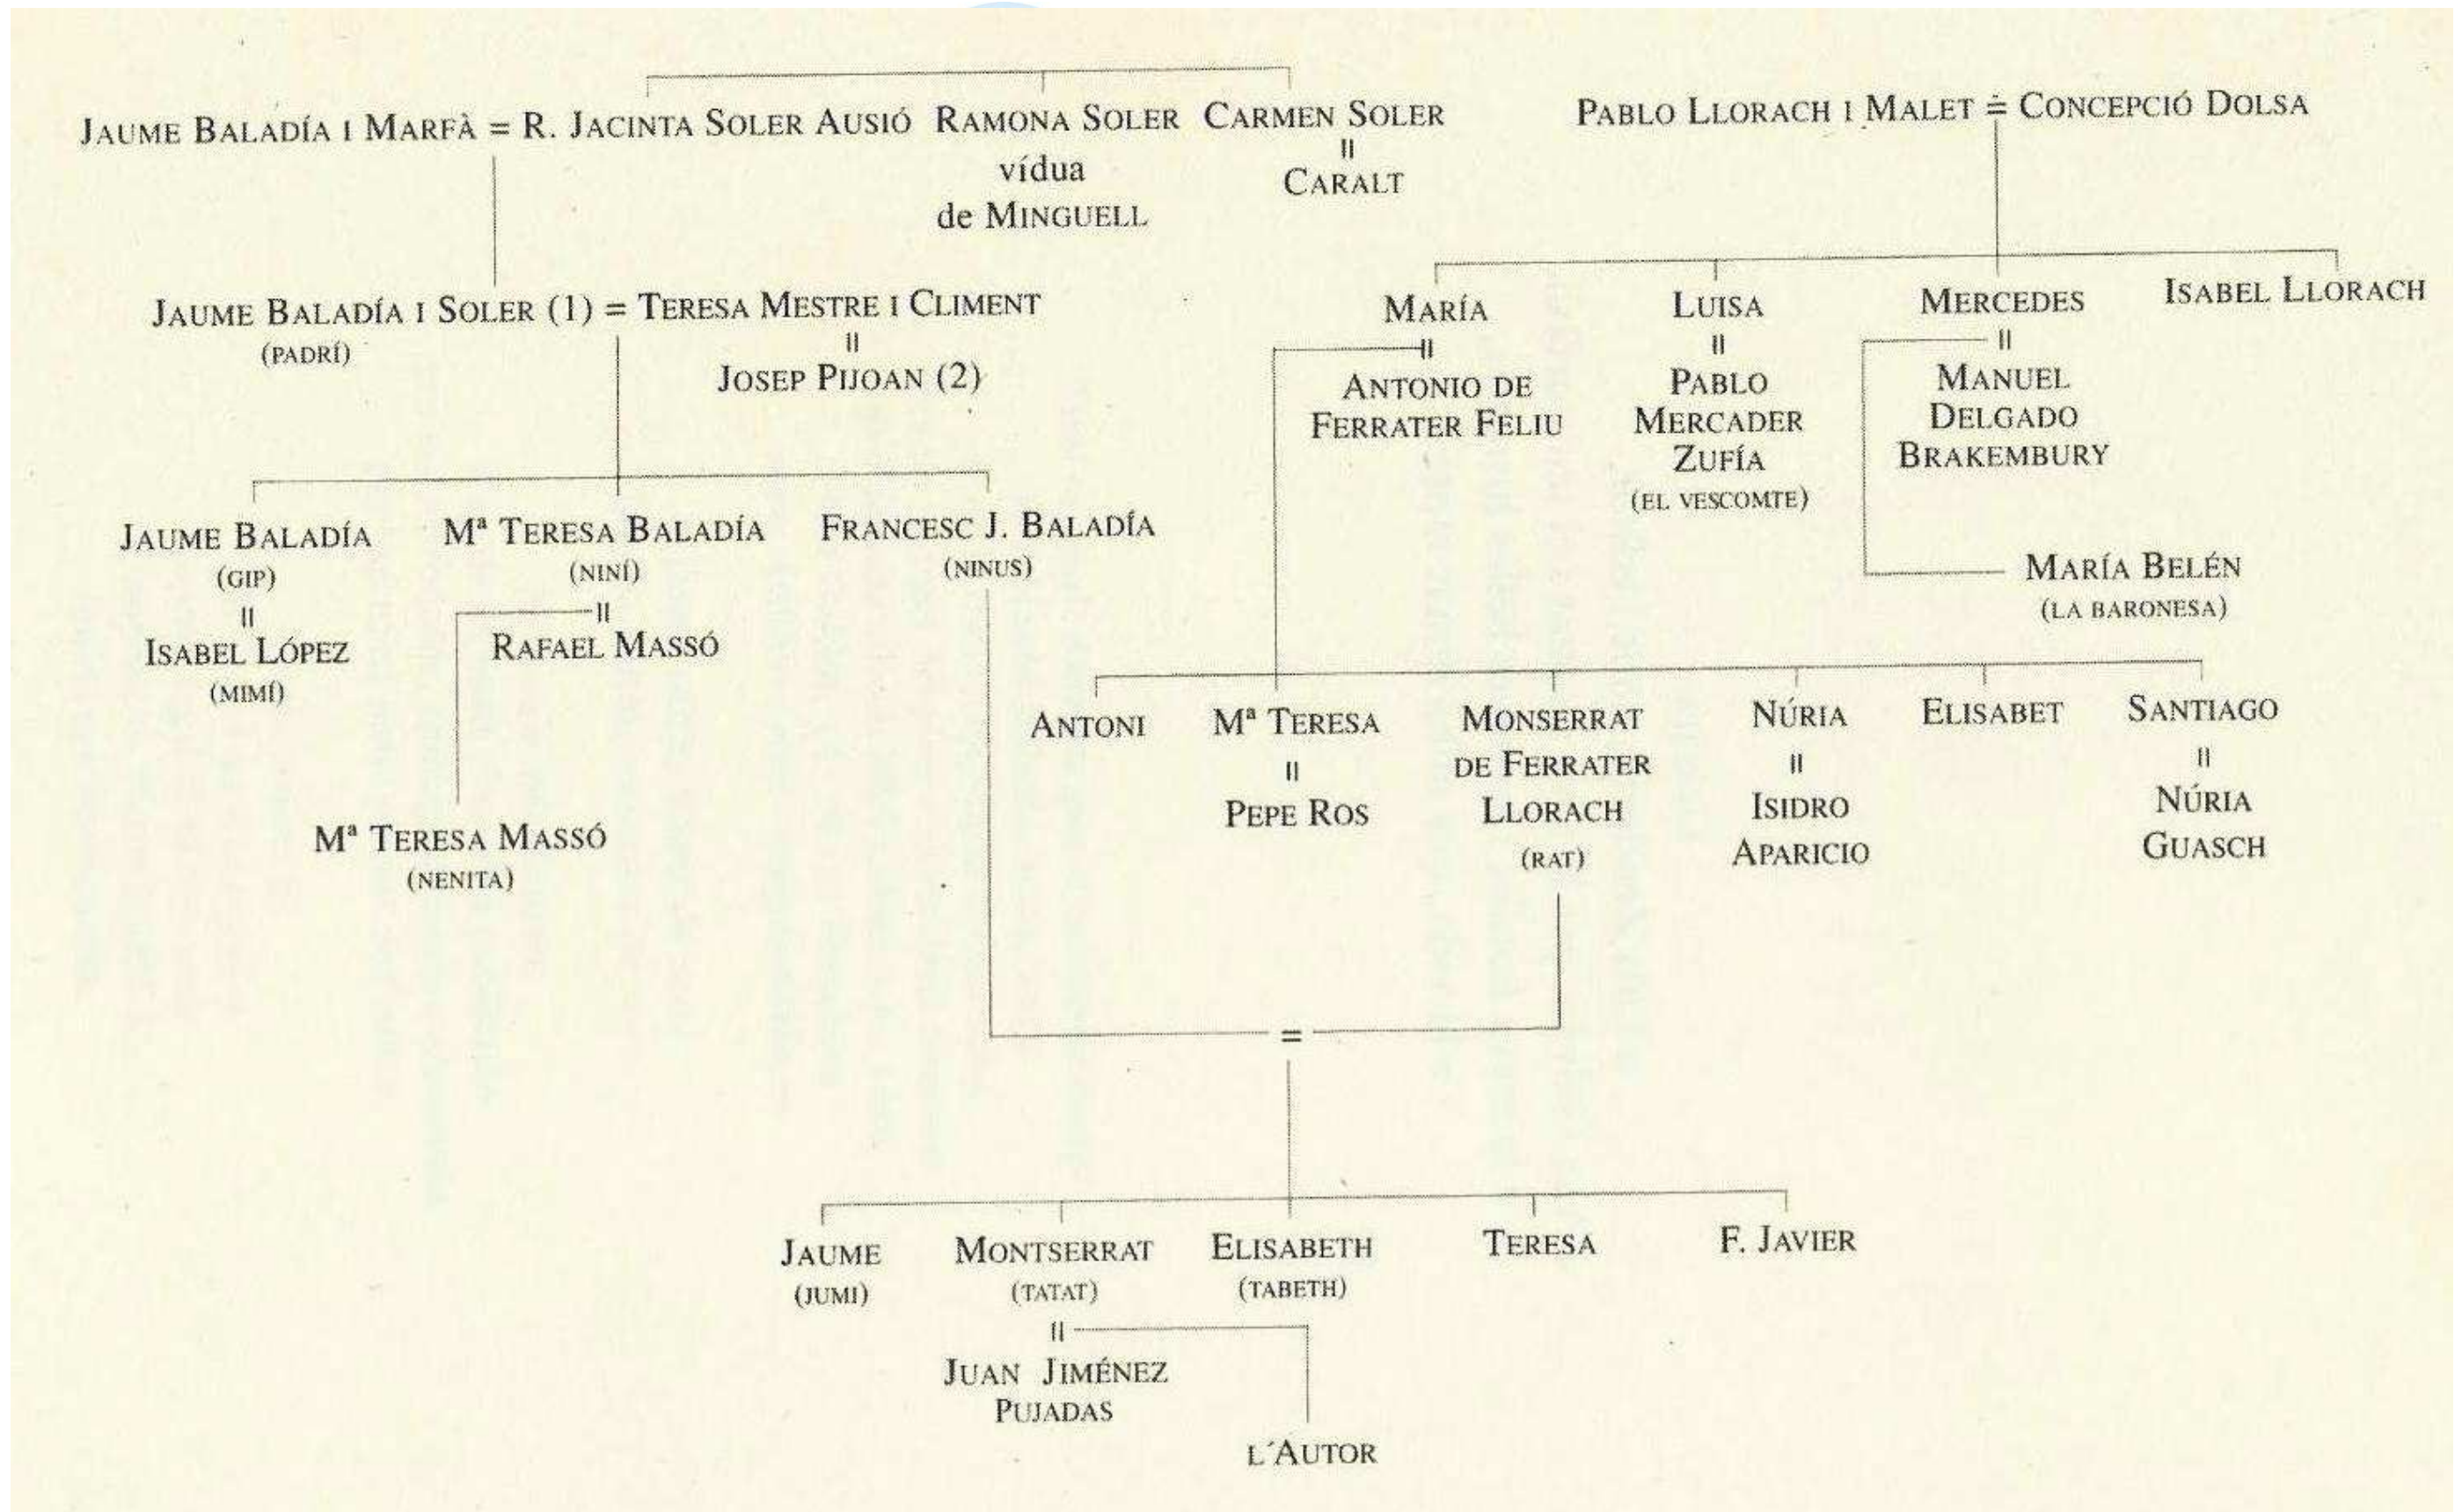 JAUME BALADÍA I MARFÀ = R. JACINTA SOLER AUSIÓ RAMONA SOLER CARMEN SOLER
vídua
de MINGUELL
=
CARALT
PABLO LLORACH I MALET = CONCEPCIÓ DOLSA
JAUME BALADÍA I SOLER (1) = TERESA MESTRE I CLIMENT
(PADRÍ)
=
JOSEP PIJOAN (2)
MARÍA
=
ANTONIO DE
FERRATER FELIU
LUISA
=
PABLO
MERCADER
ZUFÍA
(EL VESCOMTE)
MERCEDES
=
MANUEL
DELGADO
BRAKEMBURY
ISABEL LLORACH
MARÍA BELÉN
(LA BARONESA)
JAUME BALADÍA
(GIP)
=
ISABEL LÓPEZ
(MIMÍ)
Mª TERESA BALADÍA
(NINÍ)
=
RAFAEL MASSÓ
FRANCESC J. BALADÍA
(NINUS)
Mª TERESA MASSÓ
(NENITA)
ANTONI
Mª TERESA
=
PEPE ROS
MONSERRAT
DE FERRATER
LLORACH
(RAT)
NÚRIA
=
ISIDRO
APARICIO
ELISABET
SANTIAGO
=
NÚRIA
GUASCH
=
JAUME
(JUMI)
MONTSERRAT
(TATAT)
=
JUAN JIMÉNEZ
PUJADAS
ELISABETH
(TABETH)
TERESA
F. JAVIER
L´AUTOR